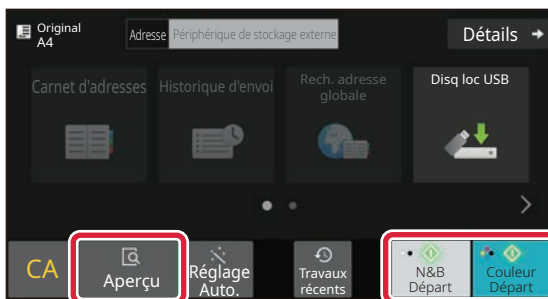 Original
A4
Adresse Périphérique de stockage externe
Détails
Carnet d'adresses
Historique d'envoi
Rech. adresse
globale
Disq loc USB
CA
Aperçu
Réglage
Auto.
Travaux
récents
N&B
Départ
Couleur
Départ